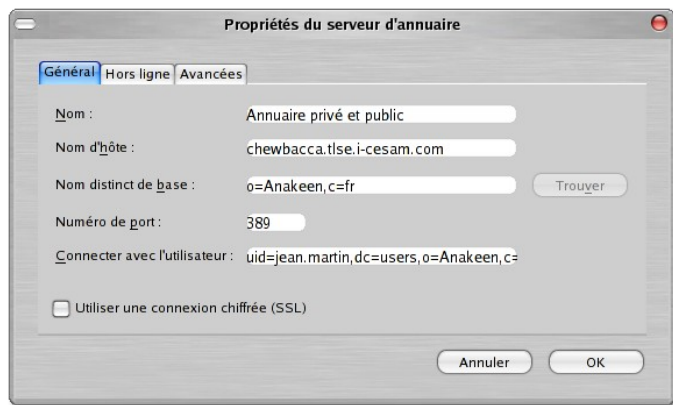 Propriétés du serveur d'annuaire
Général Hors ligne Avancées
Nom : Annuaire privé et public
Nom d'hôte : chewbacca.tlse.i-cesam.com
Nom distinct de base : o=Anakeen,c=fr Trouver
Numéro de port : 389
Connecter avec l'utilisateur : uid=jean.martin,dc=users,o=Anakeen,c=
Utiliser une connexion chiffrée (SSL)
Annuler OK